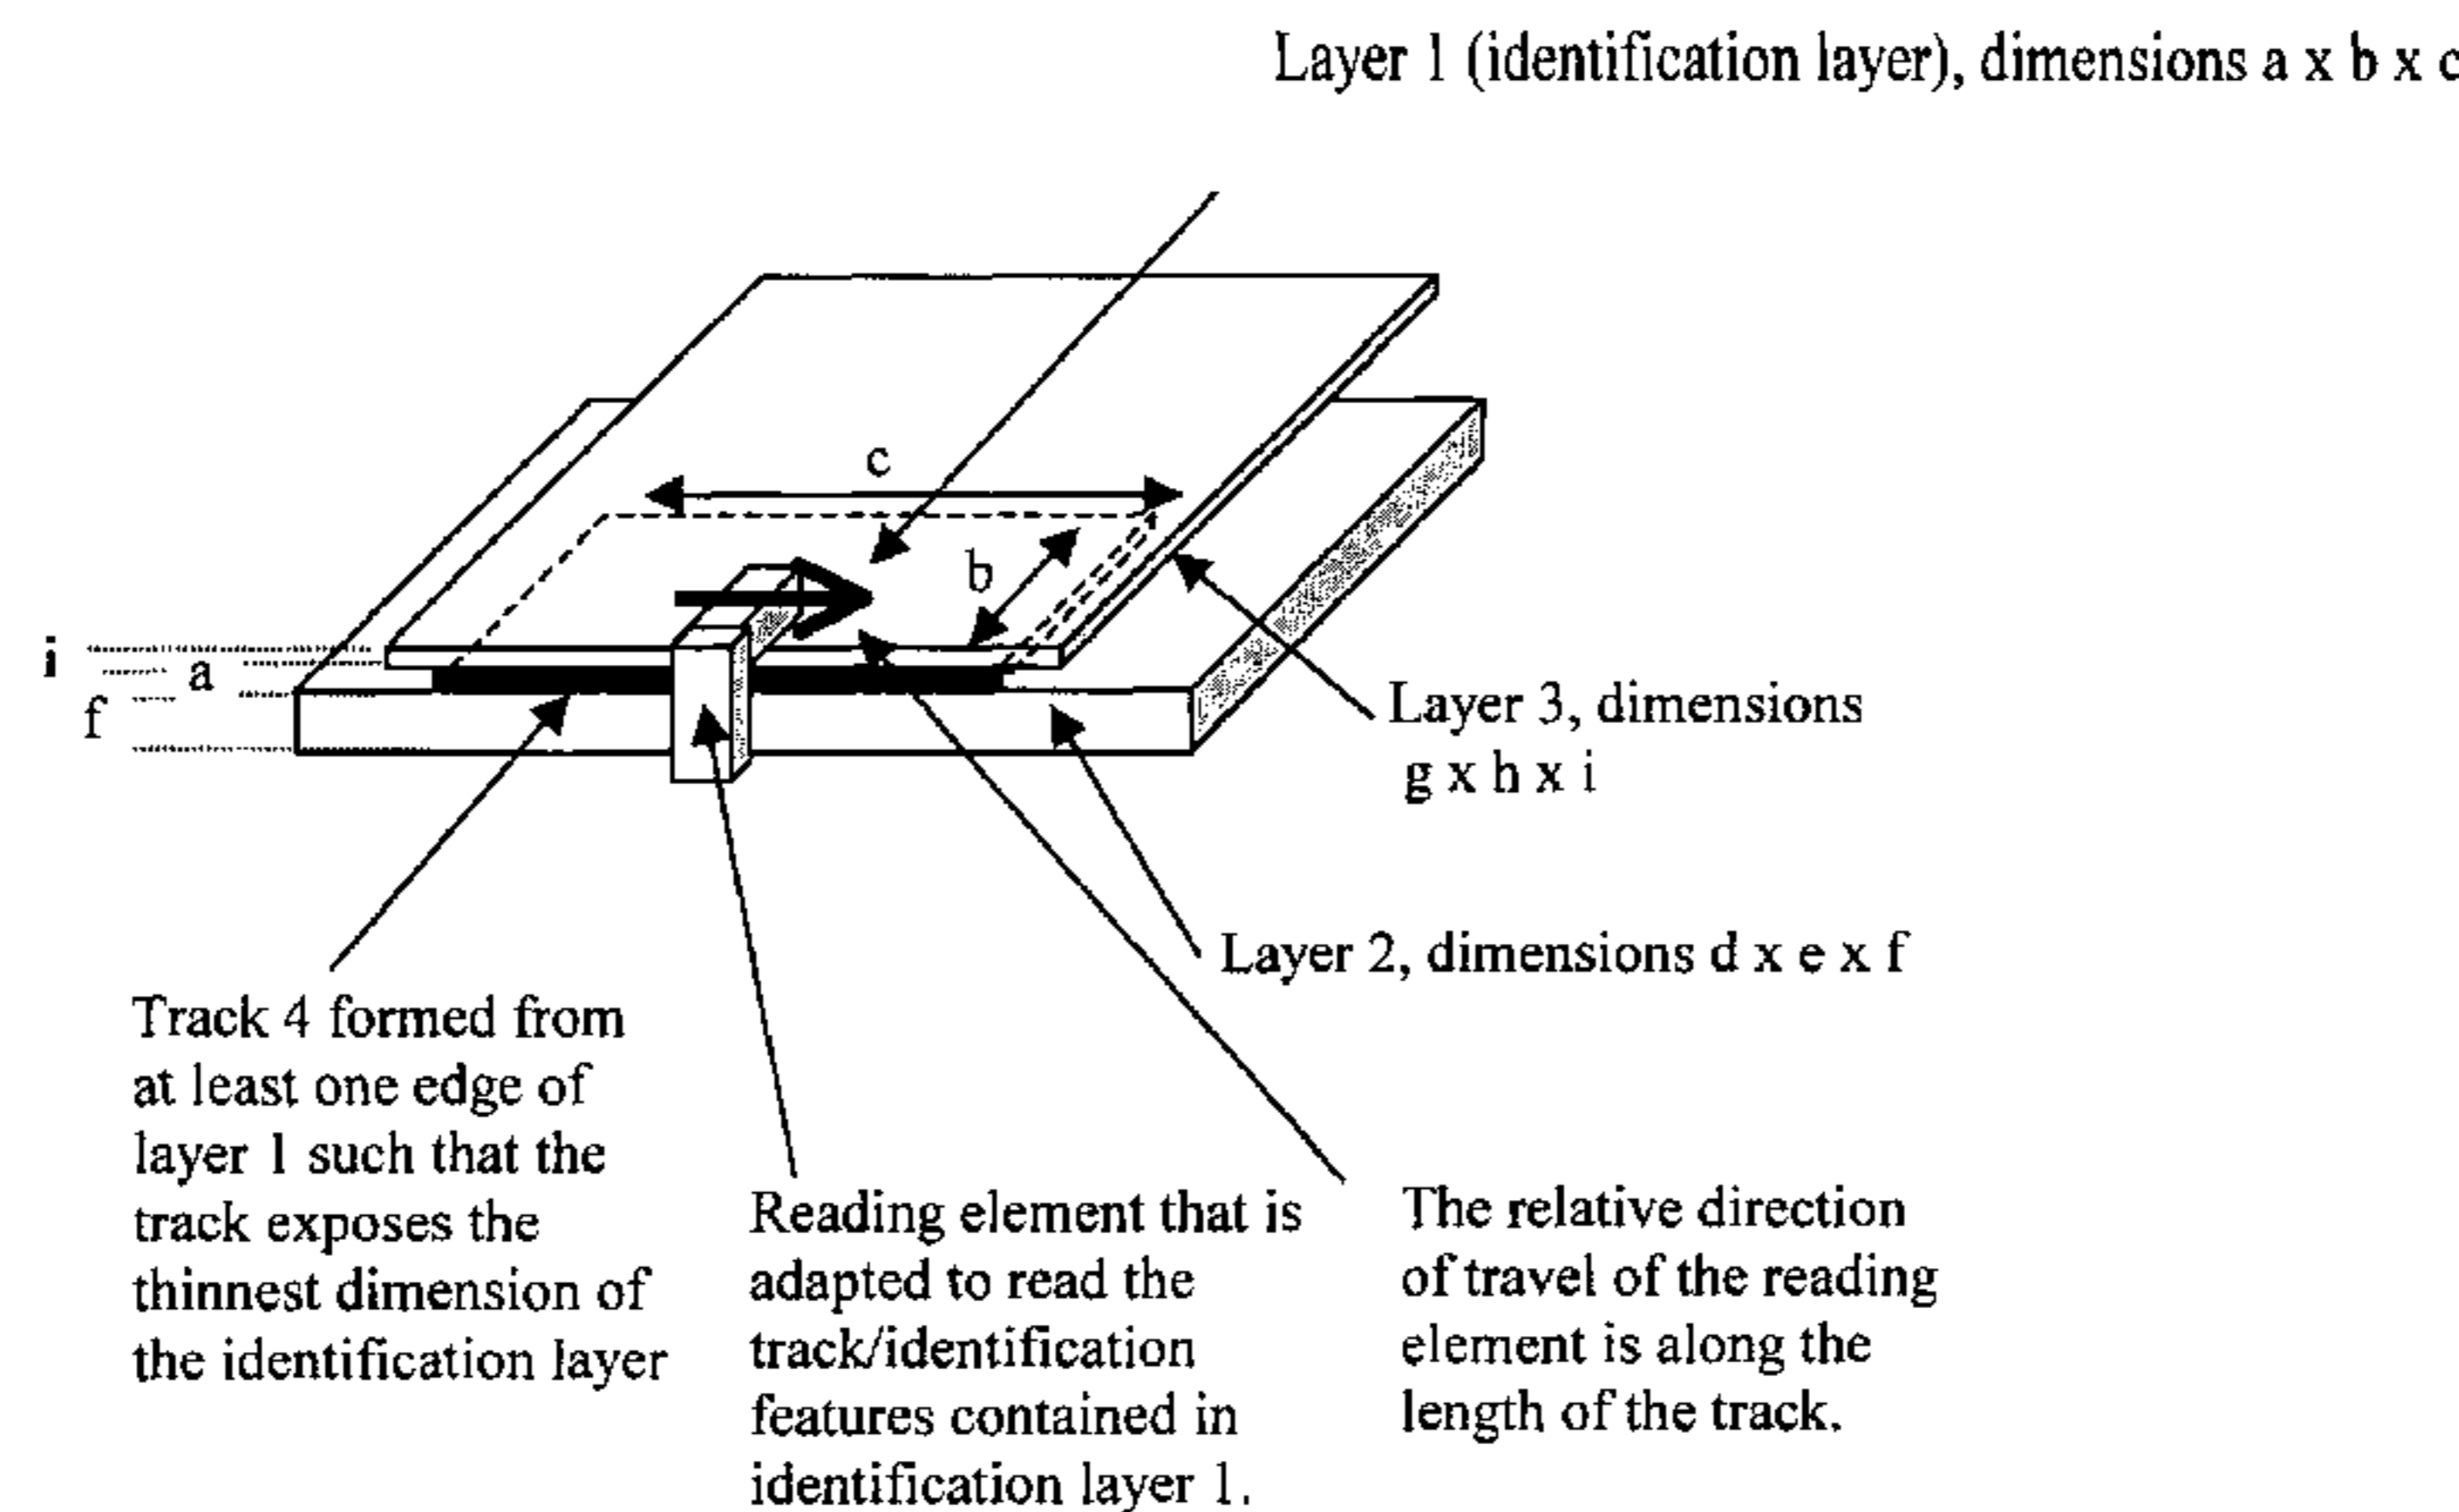 Layer 1 (identification layer), dimensions a x b x c
c
b
i
a
f
Layer 3, dimensions
g x h x i
Layer 2, dimensions d x e x f
Track 4 formed from
at least one edge of
layer 1 such that the
track exposes the
thinnest dimension of
the identification layer
Reading element that is
adapted to read the
track/identification
features contained in
identification layer 1.
The relative direction
of travel of the reading
element is along the
length of the track.